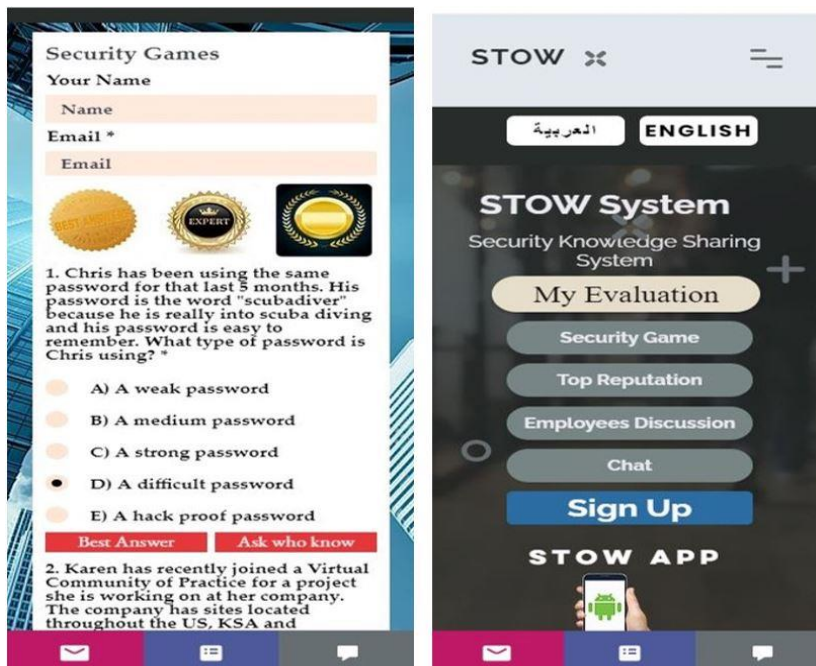 Security Games
Your Name
Name
Email *
Email
BEST ANSWER
EXPERT
1. Chris has been using the same
password for that last 5 months. His
password is the word "scubadiver"
because he is really into scuba diving
and his password is easy to
remember. What type of password is
Chris using? *
A) A weak password
B) A medium password
C) A strong password
D) A difficult password
E) A hack proof password
Best Answer
Ask who know
2. Karen has recently joined a Virtual
Community of Practice for a project
she is working on at her company.
The company has sites located
throughout the US, KSA and
STOW
العربية
ENGLISH
STOW System
Security Knowledge Sharing
System
My Evaluation
Security Game
Top Reputation
Employees Discussion
Chat
Sign Up
STOW APP